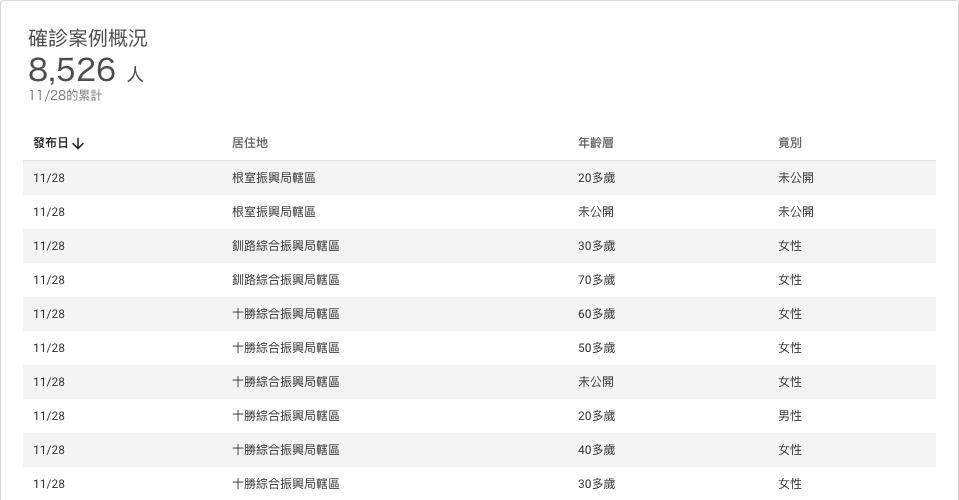 確診案例概況
8,526 人
11/28的累計
發布日↓ 居住地 年齡層 竟別
11/28 根室振興局轄區 20多歲 未公開
11/28 根室振興局轄區 未公開 未公開
11/28 釧路綜合振興局轄區 30多歲 女性
11/28 釧路綜合振興局轄區 70多歲 女性
11/28 十勝綜合振興局轄區 60多歲 女性
11/28 十勝綜合振興局轄區 50多歲 女性
11/28 十勝綜合振興局轄區 未公開 女性
11/28 十勝綜合振興局轄區 20多歲 男性
11/28 十勝綜合振興局轄區 40多歲 女性
11/28 十勝綜合振興局轄區 30多歲 女性